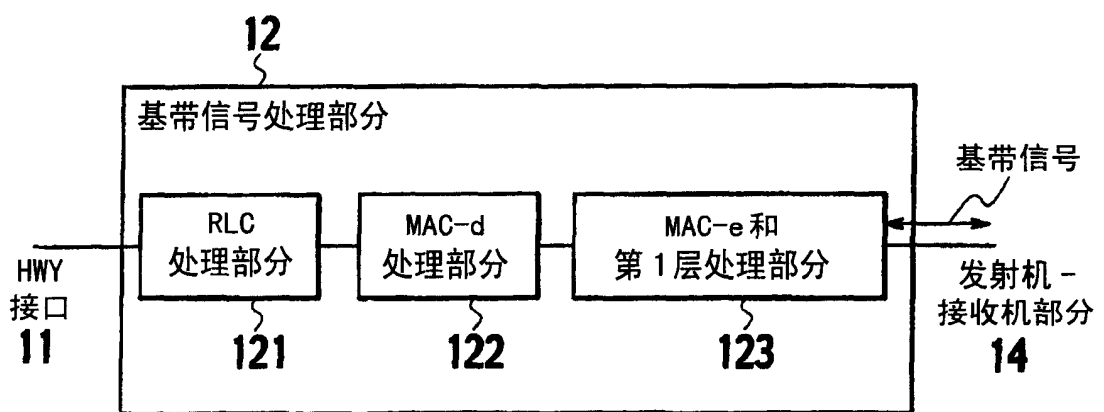 12
基带信号处理部分
基带信号
RLC
处理部分
MAC-d
处理部分
MAC-e和
第1层处理部分
HWY
接口
11
121
122
123
发射机-
接收机部分
14